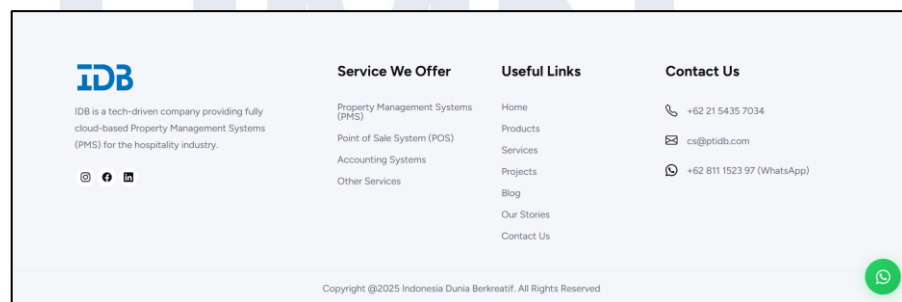 IDB
IDB is a tech-driven company providing fully
cloud-based Property Management Systems
(PMS) for the hospitality industry.
Service We Offer
Property Management Systems
(PMS)
Point of Sale System (POS)
Accounting Systems
Other Services
Useful Links
Home
Products
Services
Projects
Blog
Our Stories
Contact Us
Contact Us
+62 21 5435 7034
cs@ptidb.com
+62 811 1523 97 (WhatsApp)
Copyright @2025 Indonesia Dunia Berkreatif. All Rights Reserved